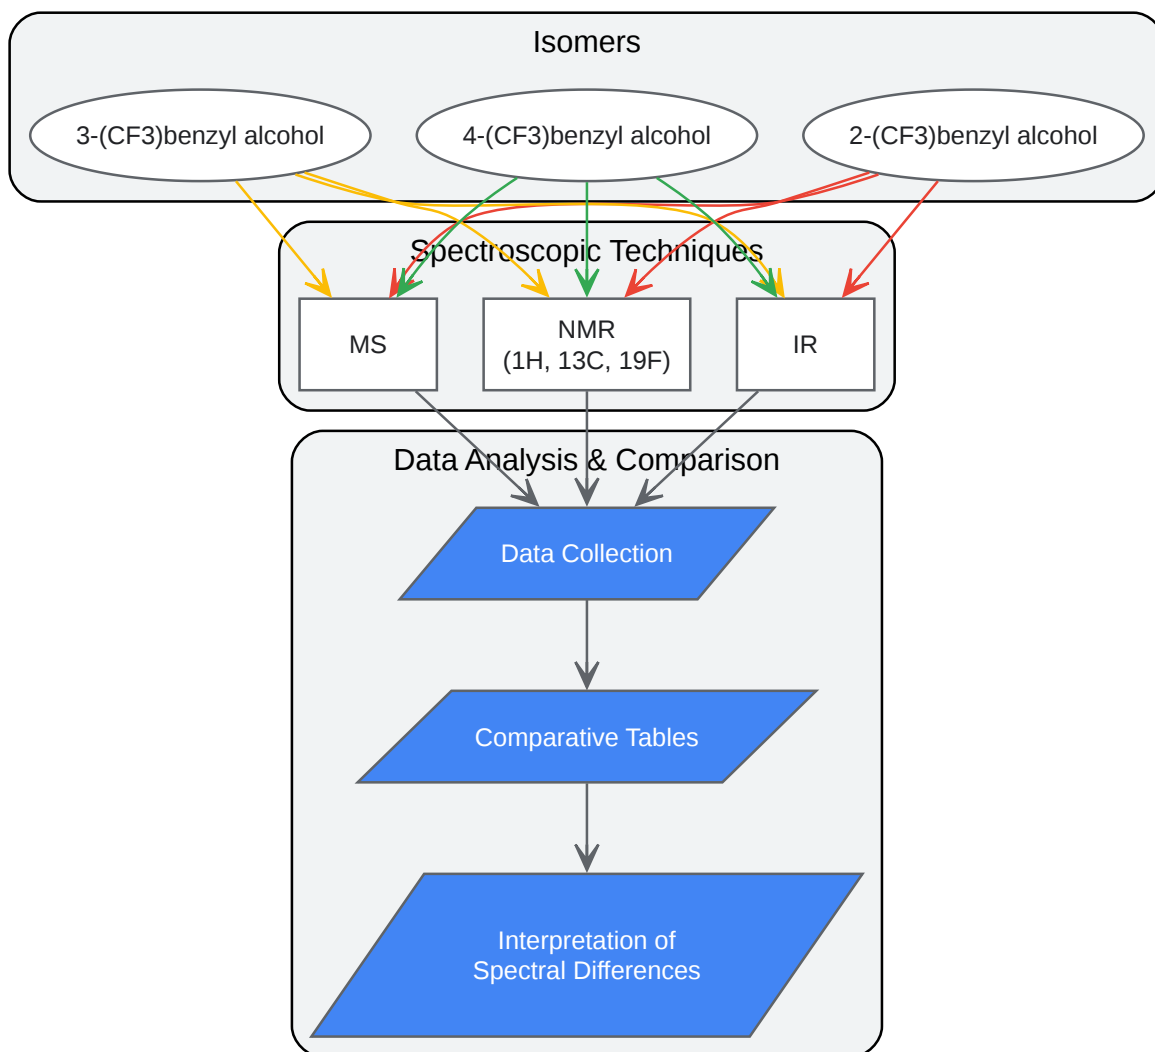 Isomers
3-(CF3)benzyl alcohol
4-(CF3)benzyl alcohol
2-(CF3)benzyl alcohol
Spectroscopic Techniques
MS
NMR
(1H, 13C, 19F)
IR
Data Analysis & Comparison
Data Collection
Comparative Tables
Interpretation of
Spectral Differences